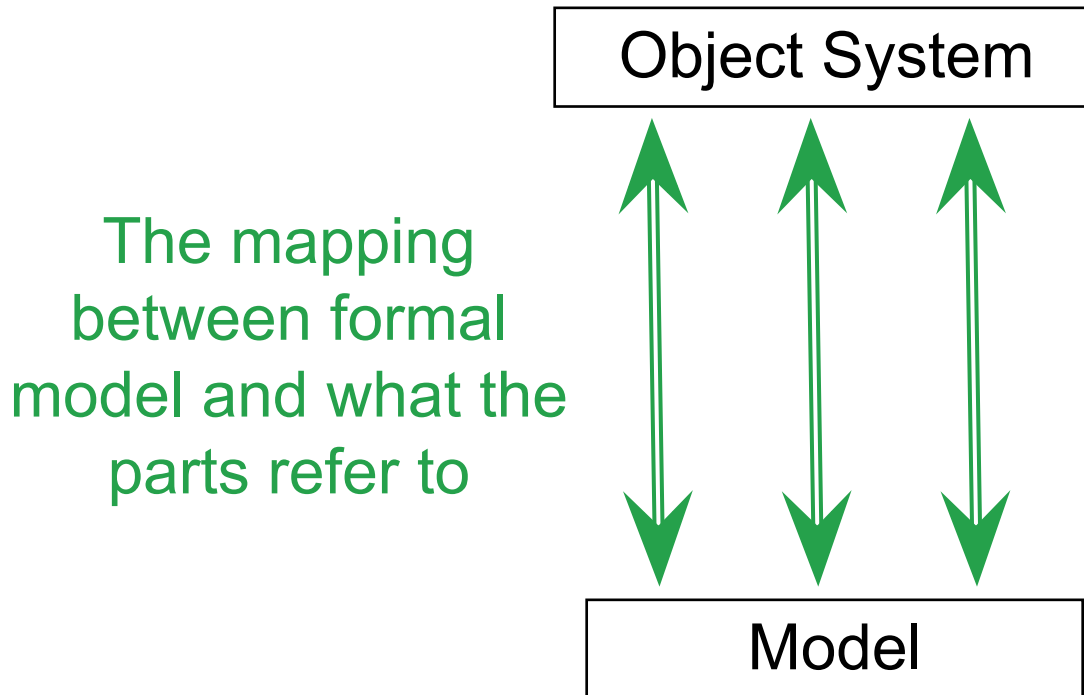 Object System
The mapping
between formal
model and what the
parts refer to
Model